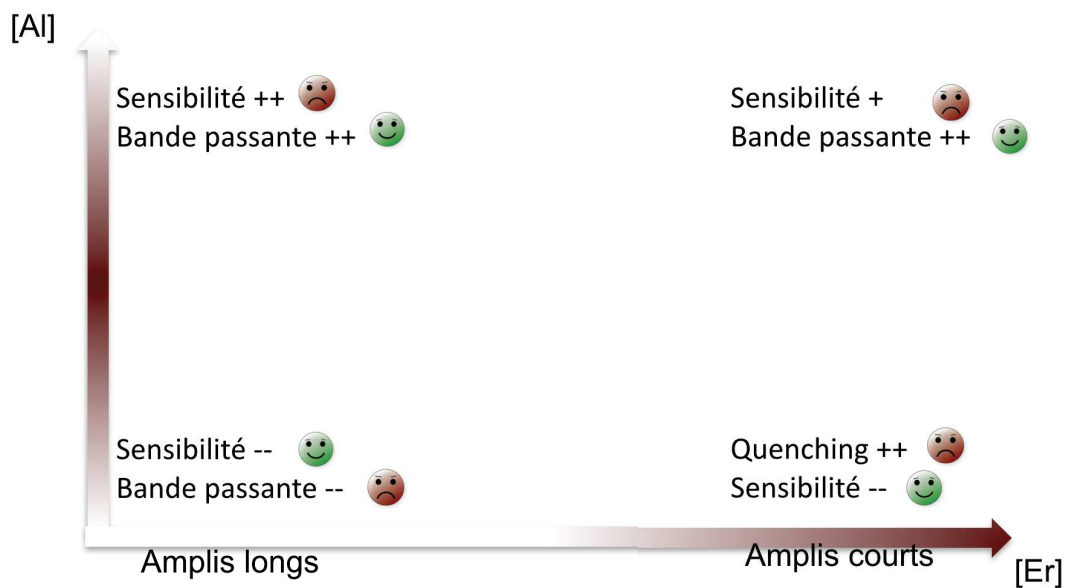 [Al]
Sensibilité ++
Bande passante ++
Sensibilité +
Bande passante ++
Sensibilité --
Bande passante --
Quenching ++
Sensibilité --
Amplis longs
Amplis courts
[Er]